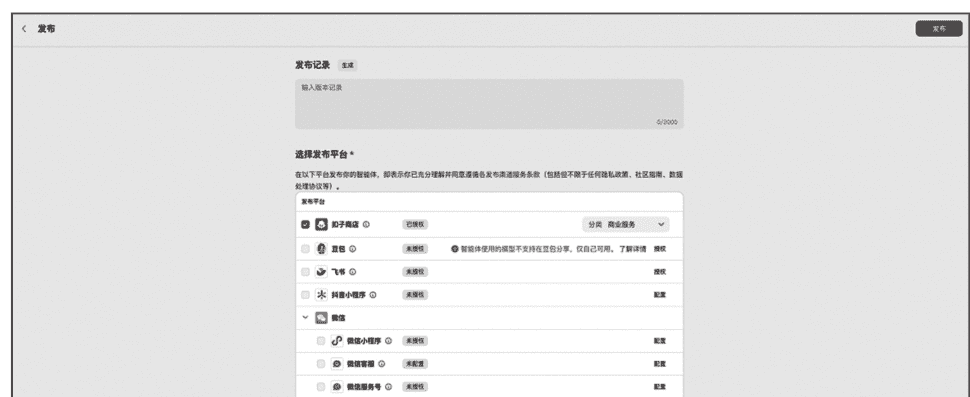 发布
发布
发布记录 生成
输入版本记录
0/2000
选择发布平台 *
在以下平台发布你的智能体，即表示你已充分理解并同意遵循各发布渠道服务条款（包括但不限于任何隐私政策、社区指南、数据
处理协议等）。
发布平台
扣子商店 已授权 分类 商业服务
豆包 未授权 智能体使用的模型不支持在豆包分享，仅自己可用。 了解详情 授权
飞书 未授权 授权
抖音小程序 未授权 配置
微信
微信小程序 未授权 配置
微信客服 未配置 配置
微信服务号 未授权 配置